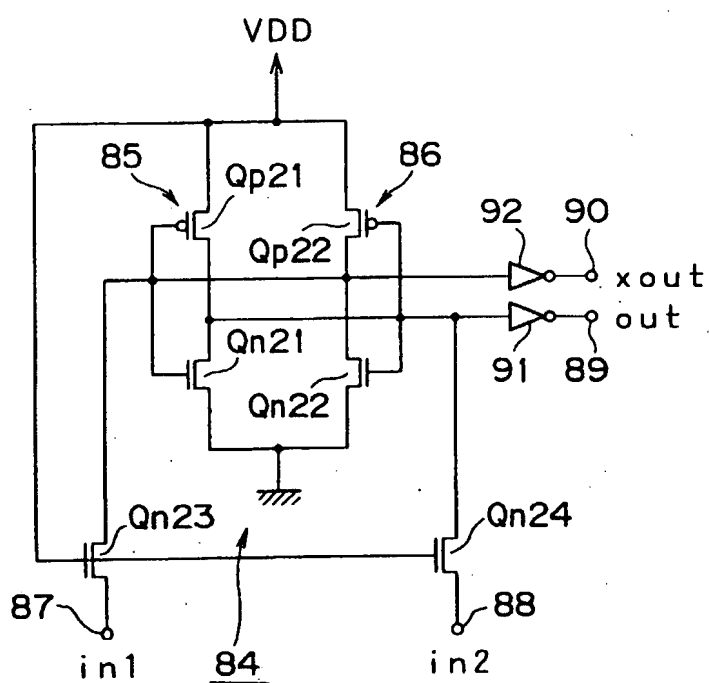 VDD
85
Qp21
86
Qp22
92
90
xout
out
Qn21
91
89
Qn22
Qn23
Qn24
87
88
in1
84
in2